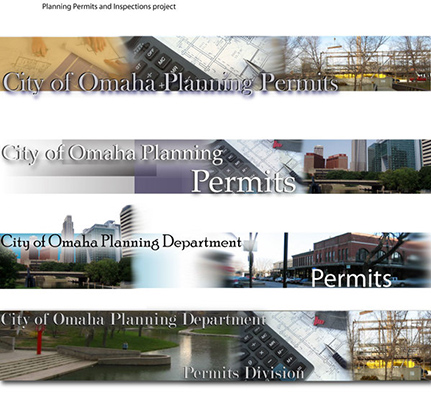 Planning Permits and Inspections project
City of Omaha Planning Permits
City of Omaha Planning
Permits
City of Omaha Planning Department
Permits
City of Omaha Planning Department
Permits Division